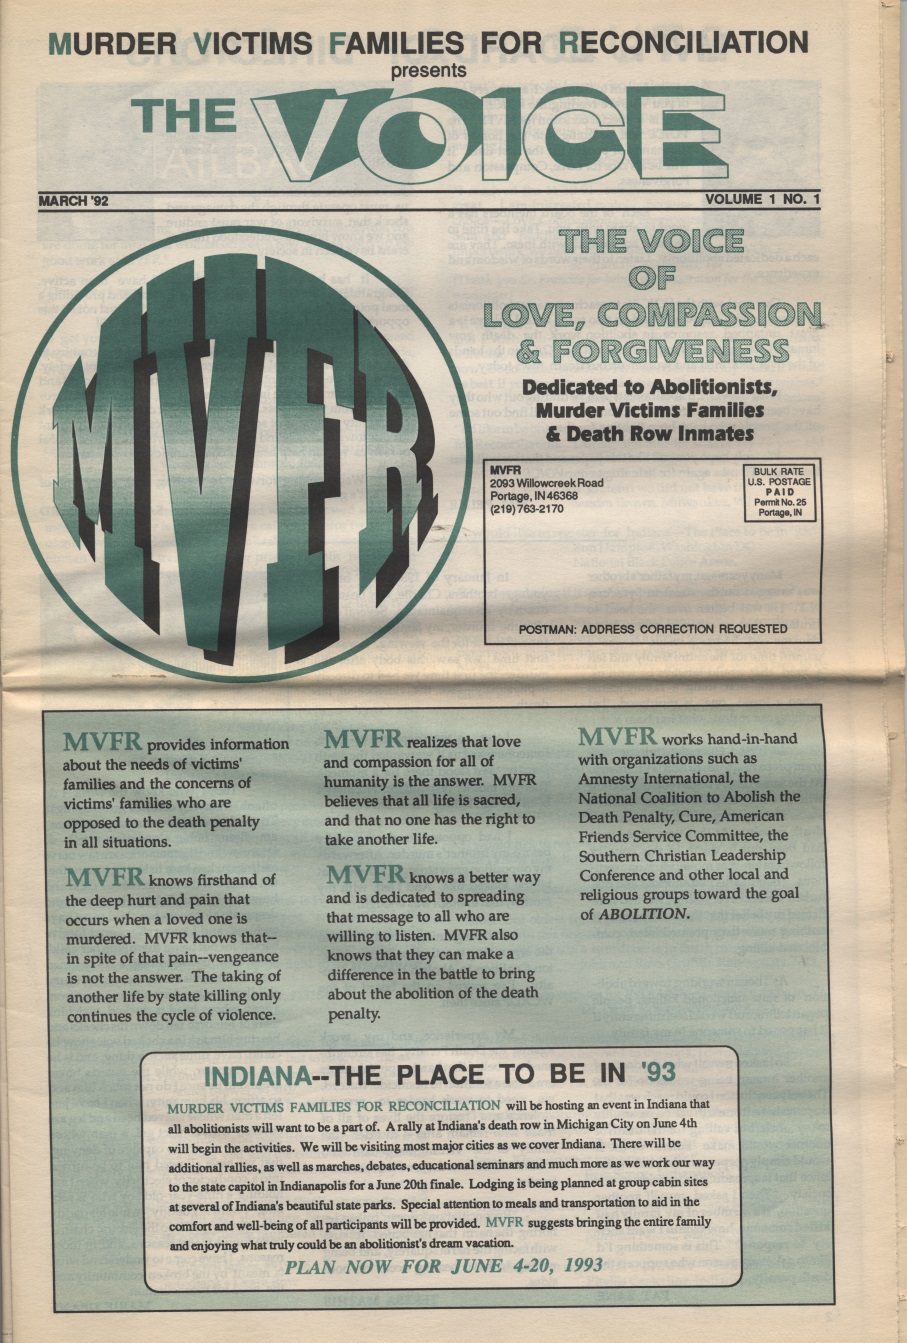 MURDER VICTIMS FAMILIES FOR RECONCILIATION
presents
THE VOICE
MARCH '92
VOLUME 1 NO. 1
MVFR
THE VOICE
OF
LOVE, COMPASSION
& FORGIVENESS
Dedicated to Abolitionists,
Murder Victims Families
& Death Row Inmates
MVFR
2093 Willowcreek Road
Portage, IN 46368
(219) 763-2170
BULK RATE
U.S. POSTAGE
PAID
Permit No. 25
Portage, IN
POSTMAN: ADDRESS CORRECTION REQUESTED
MVFR provides information
about the needs of victims'
families and the concerns of
victims' families who are
opposed to the death penalty
in all situations.
MVFR knows firsthand of
the deep hurt and pain that
occurs when a loved one is
murdered. MVFR knows that--
in spite of that pain--vengeance
is not the answer. The taking of
another life by state killing only
continues the cycle of violence.
MVFR realizes that love
and compassion for all of
humanity is the answer. MVFR
believes that all life is sacred,
and that no one has the right to
take another life.
MVFR knows a better way
and is dedicated to spreading
that message to all who are
willing to listen. MVFR also
knows that they can make a
difference in the battle to bring
about the abolition of the death
penalty.
MVFR works hand-in-hand
with organizations such as
Amnesty International, the
National Coalition to Abolish the
Death Penalty, Cure, American
Friends Service Committee, the
Southern Christian Leadership
Conference and other local and
religious groups toward the goal
of ABOLITION.
INDIANA--THE PLACE TO BE IN '93
MURDER VICTIMS FAMILIES FOR RECONCILIATION will be hosting an event in Indiana that
all abolitionists will want to be a part of. A rally at Indiana's death row in Michigan City on June 4th
will begin the activities. We will be visiting most major cities as we cover Indiana. There will be
additional rallies, as well as marches, debates, educational seminars and much more as we work our way
to the state capitol in Indianapolis for a June 20th finale. Lodging is being planned at group cabin sites
at several of Indiana's beautiful state parks. Special attention to meals and transportation to aid in the
comfort and well-being of all participants will be provided. MVFR suggests bringing the entire family
and enjoying what truly could be an abolitionist's dream vacation.
PLAN NOW FOR JUNE 4-20, 1993